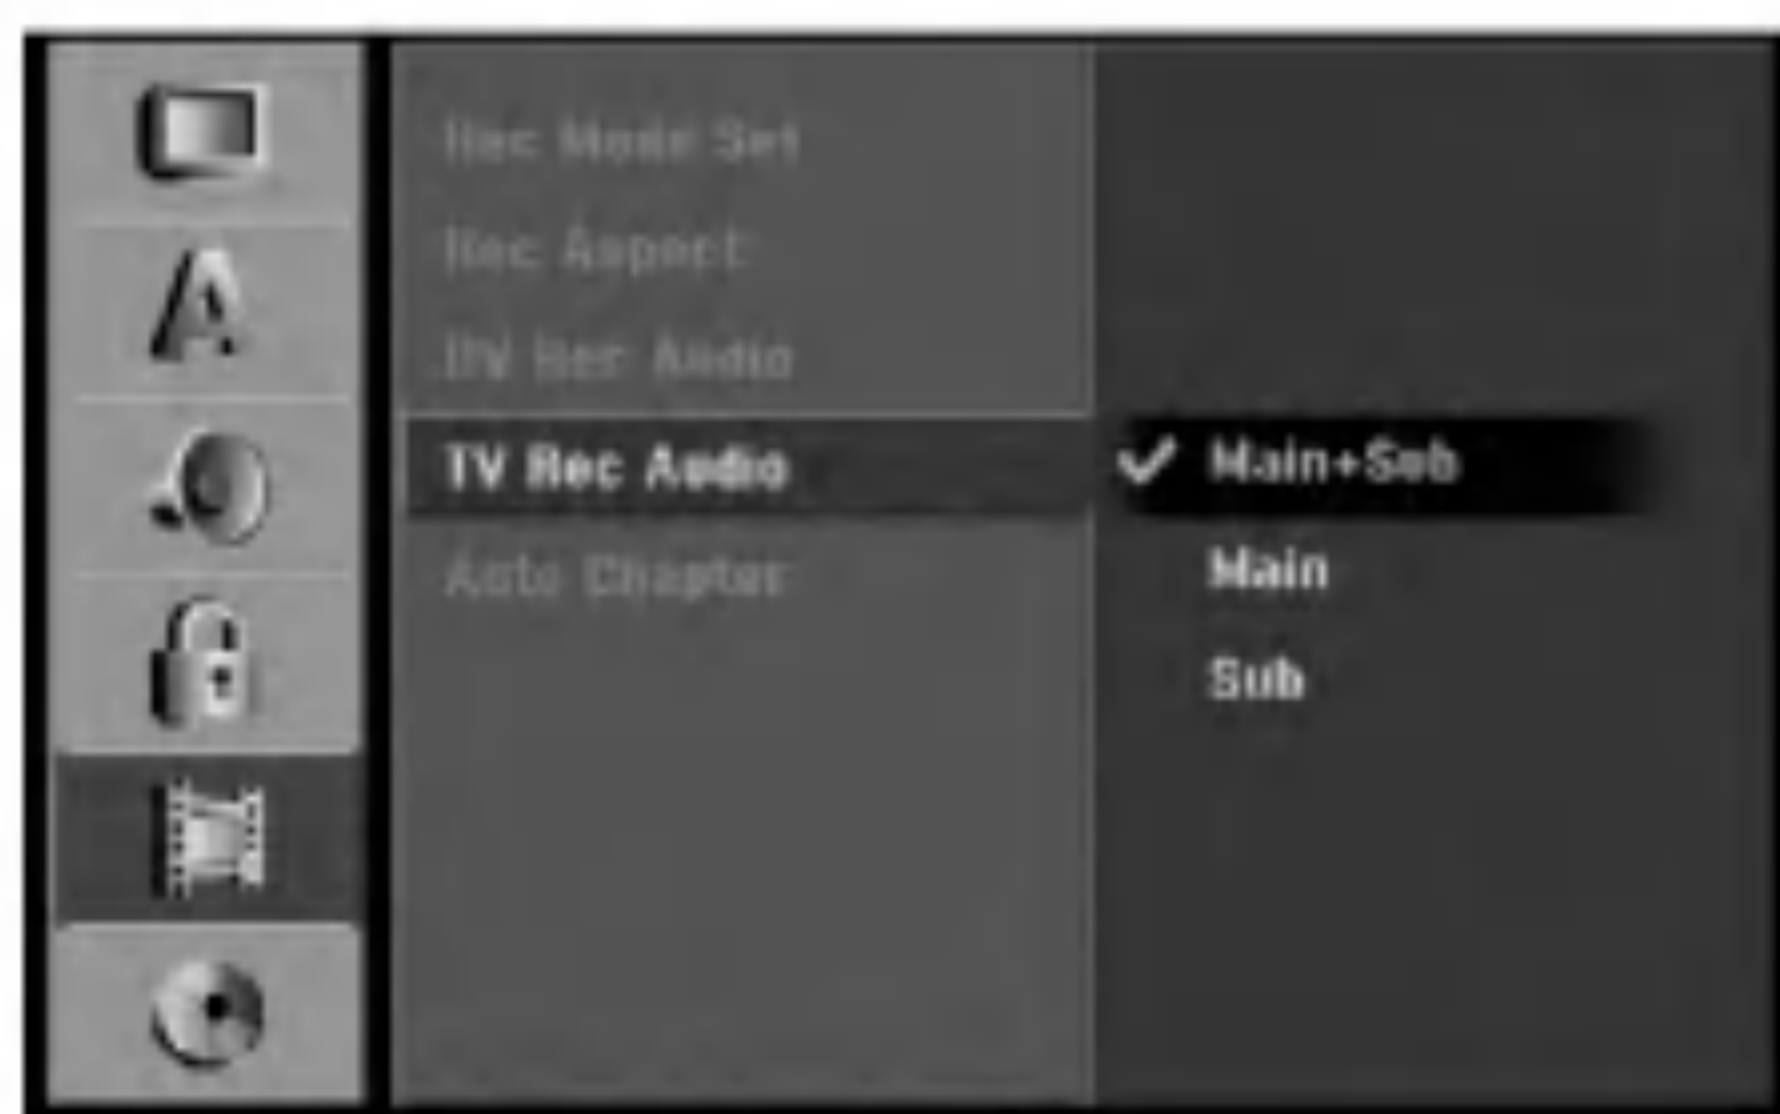 Rec Mode Set
Rec Aspect
DV Rec Audio
TV Rec Audio
Main+Sub
Auto Chapter
Main
Sub